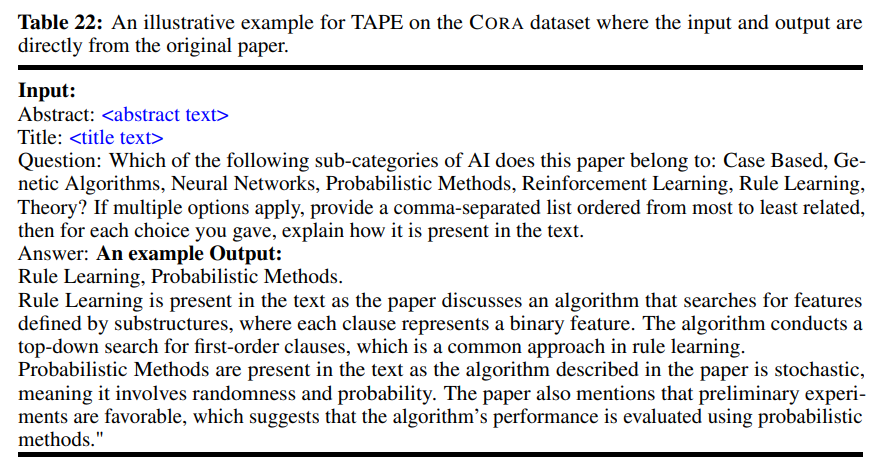 Table 22: An illustrative example for TAPE on the CORA dataset where the input and output are
directly from the original paper.
Input:
Abstract: <abstract text>
Title: <title text>
Question: Which of the following sub-categories of AI does this paper belong to: Case Based, Ge-
netic Algorithms, Neural Networks, Probabilistic Methods, Reinforcement Learning, Rule Learning,
Theory? If multiple options apply, provide a comma-separated list ordered from most to least related,
then for each choice you gave, explain how it is present in the text.
Answer: An example Output:
Rule Learning, Probabilistic Methods.
Rule Learning is present in the text as the paper discusses an algorithm that searches for features
defined by substructures, where each clause represents a binary feature. The algorithm conducts a
top-down search for first-order clauses, which is a common approach in rule learning.
Probabilistic Methods are present in the text as the algorithm described in the paper is stochastic,
meaning it involves randomness and probability. The paper also mentions that preliminary experi-
ments are favorable, which suggests that the algorithm's performance is evaluated using probabilistic
methods."